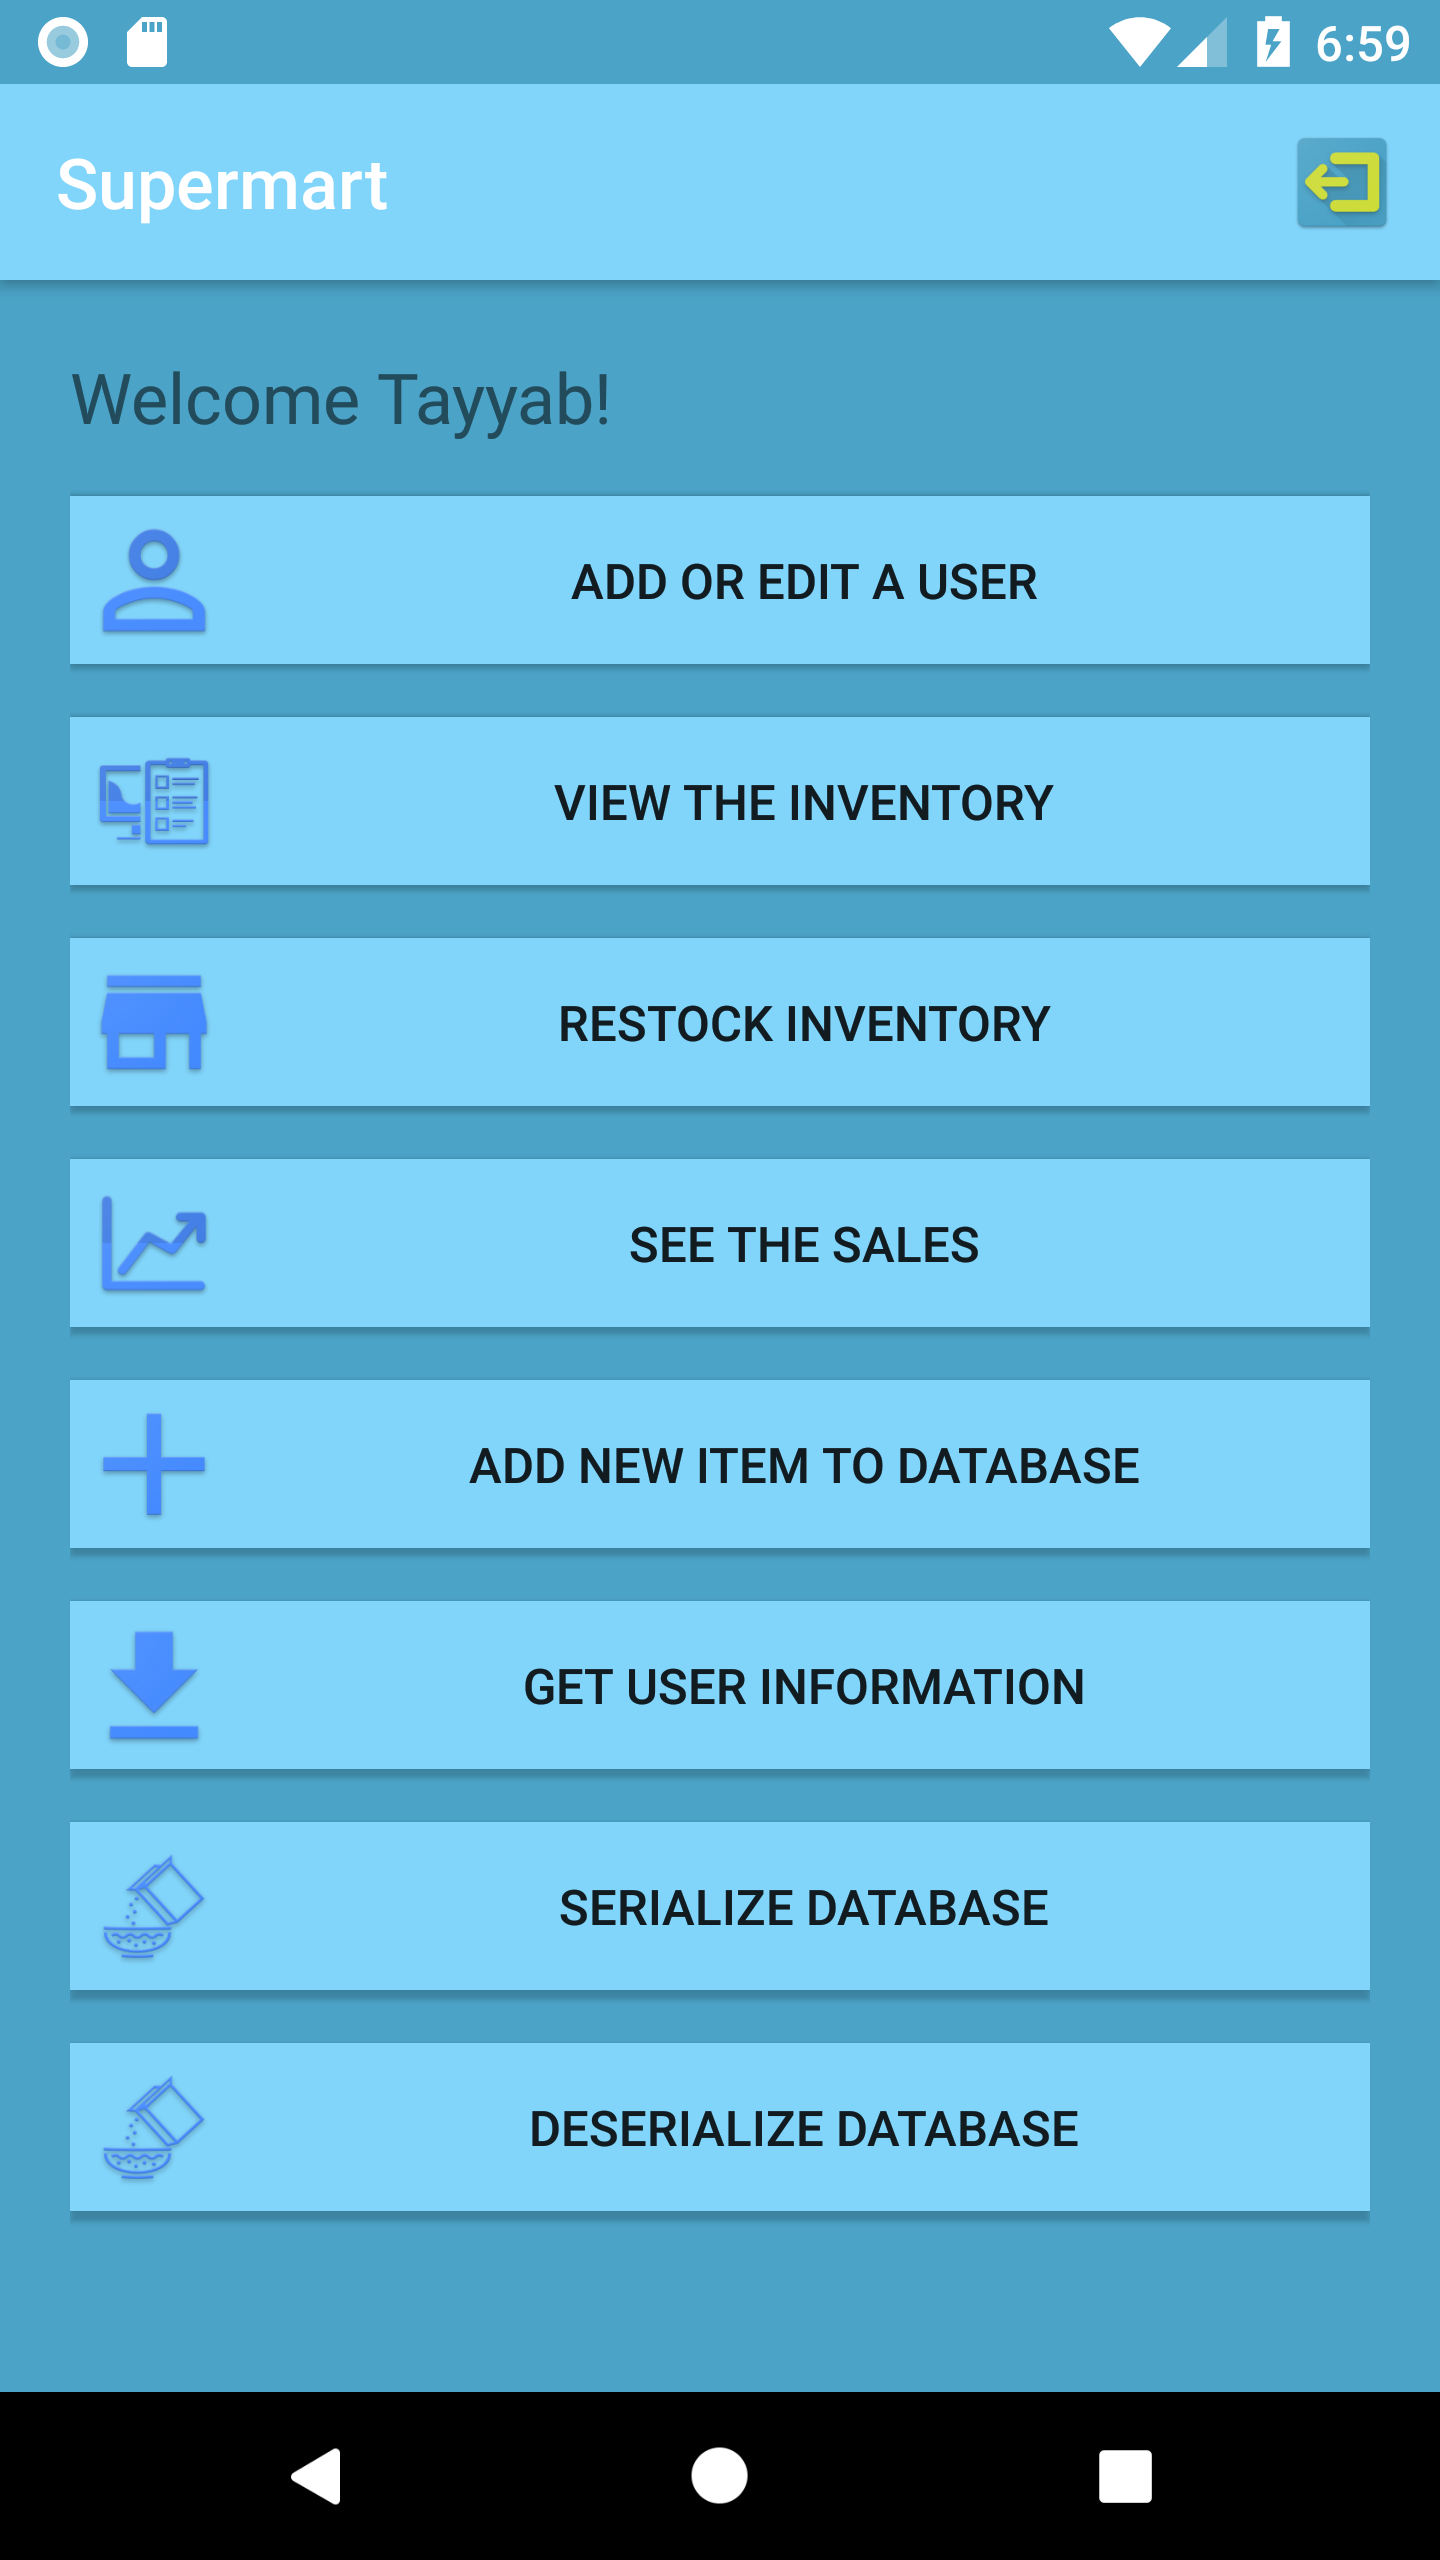 6:59
Supermart
Welcome Tayyab!
ADD OR EDIT A USER
VIEW THE INVENTORY
RESTOCK INVENTORY
SEE THE SALES
ADD NEW ITEM TO DATABASE
GET USER INFORMATION
SERIALIZE DATABASE
DESERIALIZE DATABASE